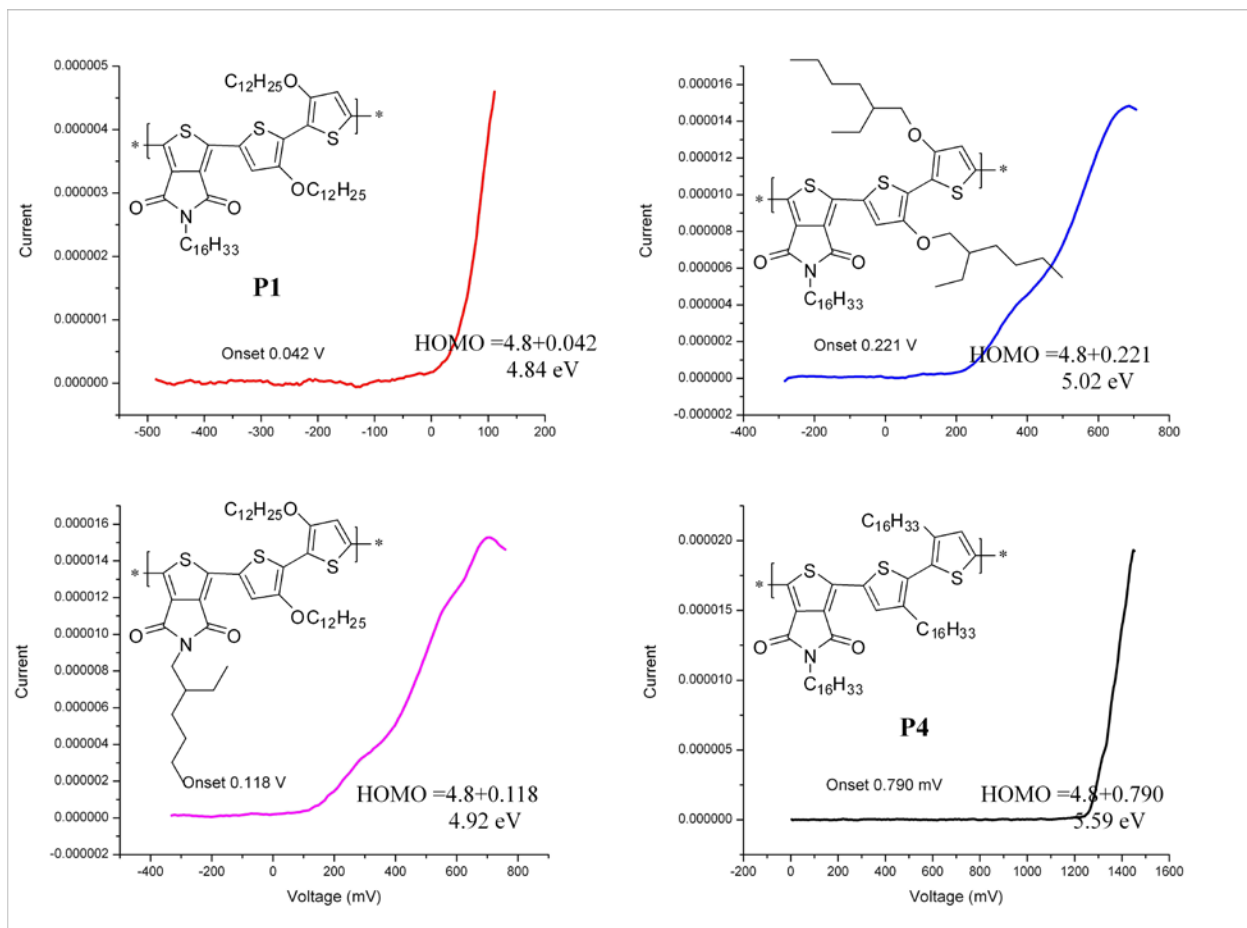 0.000005
0.000004
0.000003
0.000002
0.000001
0.000000
Current
C12H25O
S
*
*
S
S
OC12H25
O
N
O
C16H33
P1
Onset 0.042 V
HOMO =4.8+0.042
4.84 eV
-500 -400 -300 -200 -100 0 100 200
0.000016
0.000014
0.000012
0.000010
0.000008
0.000006
0.000004
0.000002
0.000000
-0.000002
Current
O
S
S
S
*
*
O
O
N
O
C16H33
Onset 0.221 V
HOMO =4.8+0.221
5.02 eV
-400 -200 0 200 400 600 800
0.000016
0.000014
0.000012
0.000010
0.000008
0.000006
0.000004
0.000002
0.000000
-0.000002
Current
C12H25O
S
S
S
*
*
OC12H25
O
N
O
Onset 0.118 V
HOMO =4.8+0.118
4.92 eV
-400 -200 0 200 400 600 800
Voltage (mV)
0.000020
0.000015
0.000010
0.000005
0.000000
Current
C16H33
S
S
S
*
*
C16H33
O
N
O
C16H33
P4
Onset 0.790 mV
HOMO =4.8+0.790
5.59 eV
-200 0 200 400 600 800 1000 1200 1400 1600
Voltage (mV)